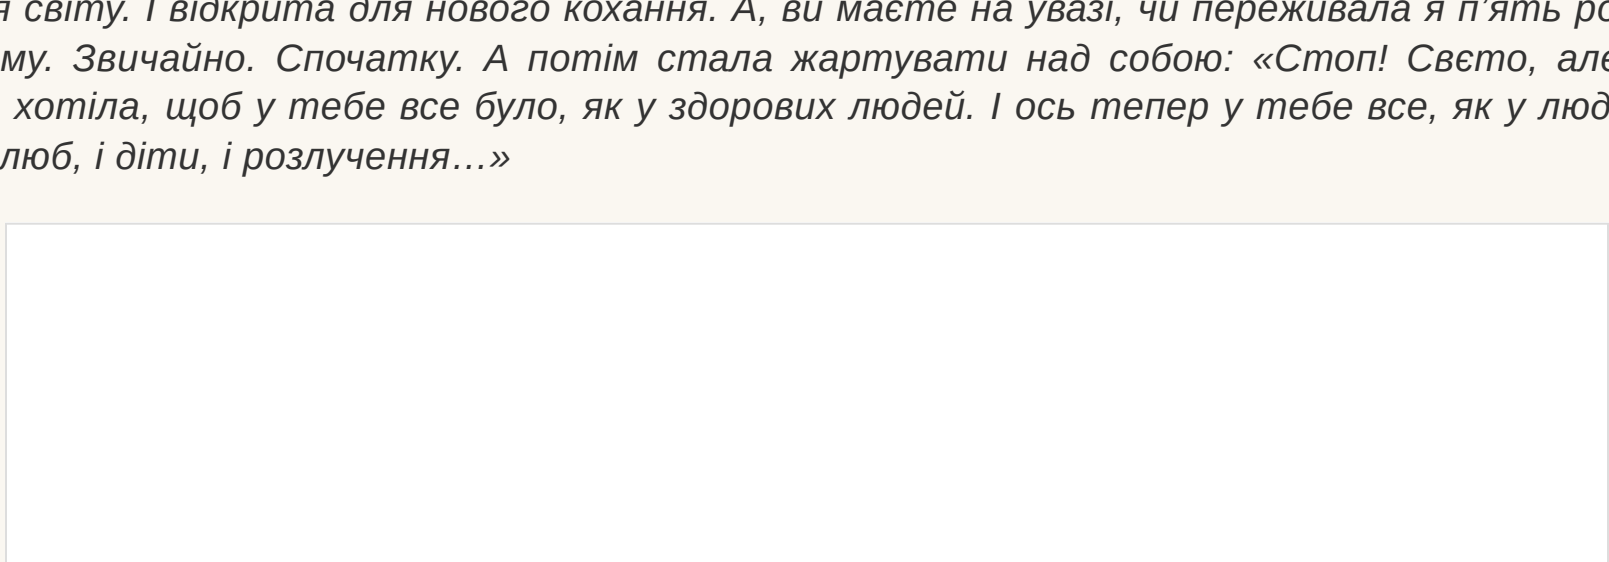 я світу. І відкрита для нового кохання. А, ви маєте на увазі, чи переживала я п’ять ро
му. Звичайно. Спочатку. А потім стала жартувати над собою: «Стоп! Свєто, але
хотіла, щоб у тебе все було, як у здорових людей. І ось тепер у тебе все, як у люд
люб, і діти, і розлучення…»